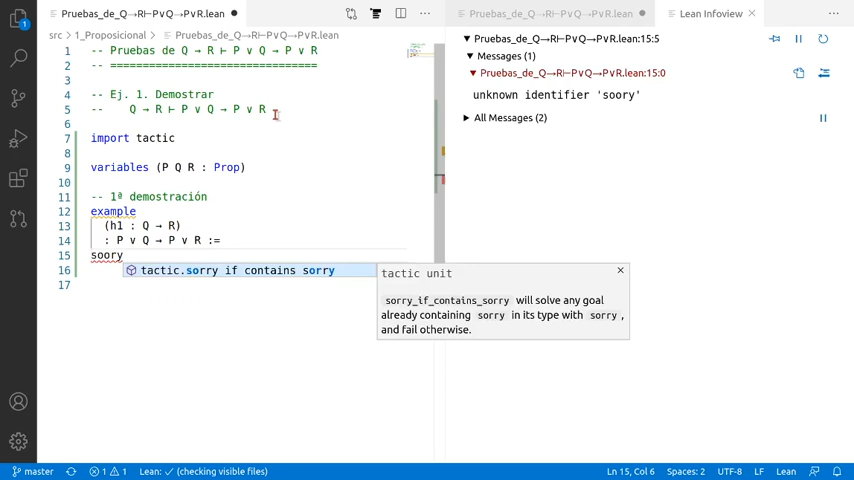 Pruebas_de_Q→R⊢P∨Q→P∨R.lean
Pruebas_de_Q→R⊢P∨Q→P∨R.lean
Lean Infoview
src > 1_Proposicional > Pruebas_de_Q→R⊢P∨Q→P∨R.lean
1 -- Pruebas de Q → R ⊢ P ∨ Q → P ∨ R
2 -- ================================
3
4 -- Ej. 1. Demostrar
5 --    Q → R ⊢ P ∨ Q → P ∨ R
6
7 import tactic
8
9 variables (P Q R : Prop)
10
11 -- 1ª demostración
12 example
13   (h1 : Q → R)
14   : P ∨ Q → P ∨ R :=
15 soory
16
17
tactic.sorry if contains sorry
tactic unit
sorry_if_contains_sorry will solve any goal
already containing sorry in its type with sorry,
and fail otherwise.
Pruebas_de_Q→R⊢P∨Q→P∨R.lean:15:5
Messages (1)
Pruebas_de_Q→R⊢P∨Q→P∨R.lean:15:0
unknown identifier 'soory'
All Messages (2)
1
master
1 1
Lean: ✓ (checking visible files)
Ln 15, Col 6
Spaces: 2
UTF-8
LF
Lean